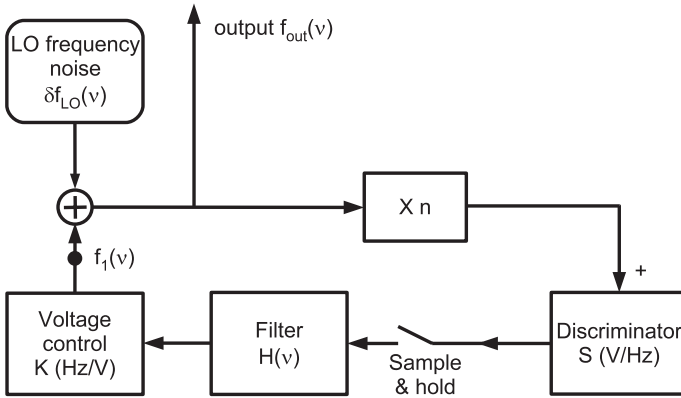 LO frequency
noise
δf_LO(ν)
output f_out(ν)
X n
f_1(ν)
+
Voltage
control
K (Hz/V)
Filter
H(ν)
Sample
& hold
Discriminator
S (V/Hz)